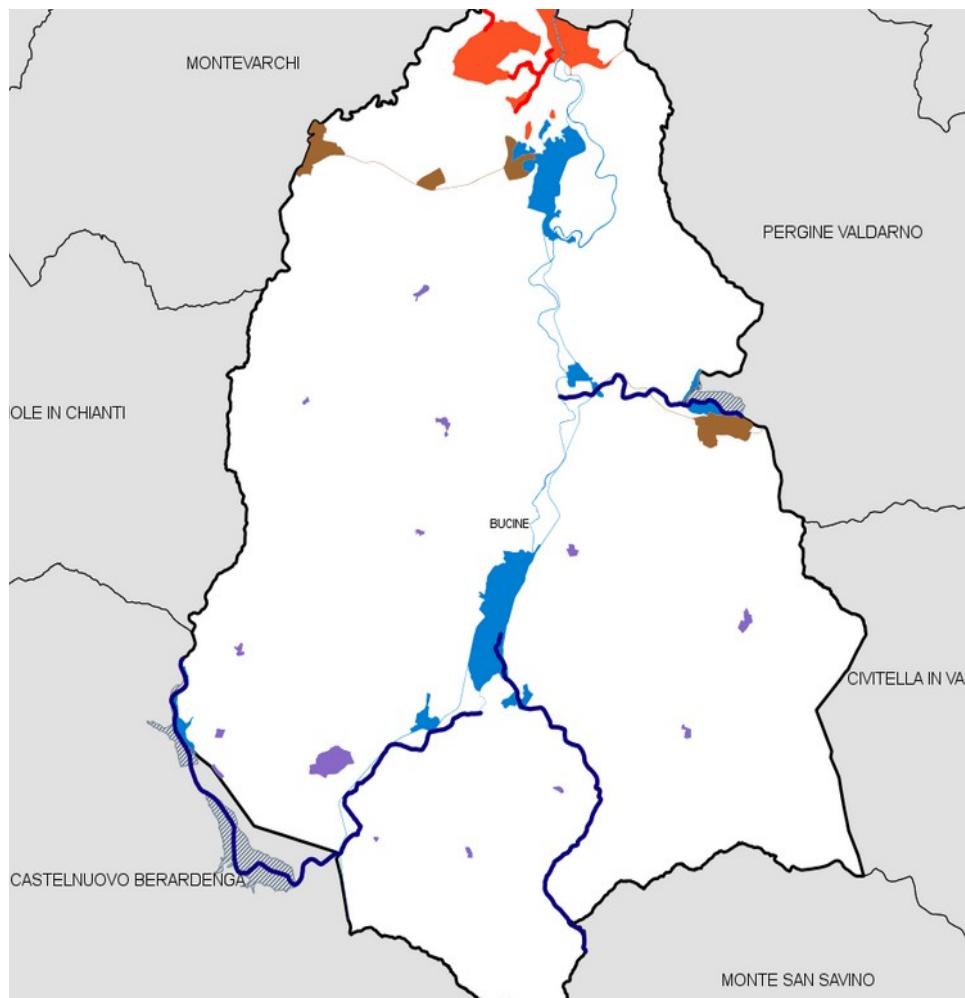 MONTEVARCHI
PERGINE VALDARNO
OLE IN CHIANTI
BUCINE
CIVITELLA IN VA
CASTELNUOVO BERARDENGA
MONTE SAN SAVINO